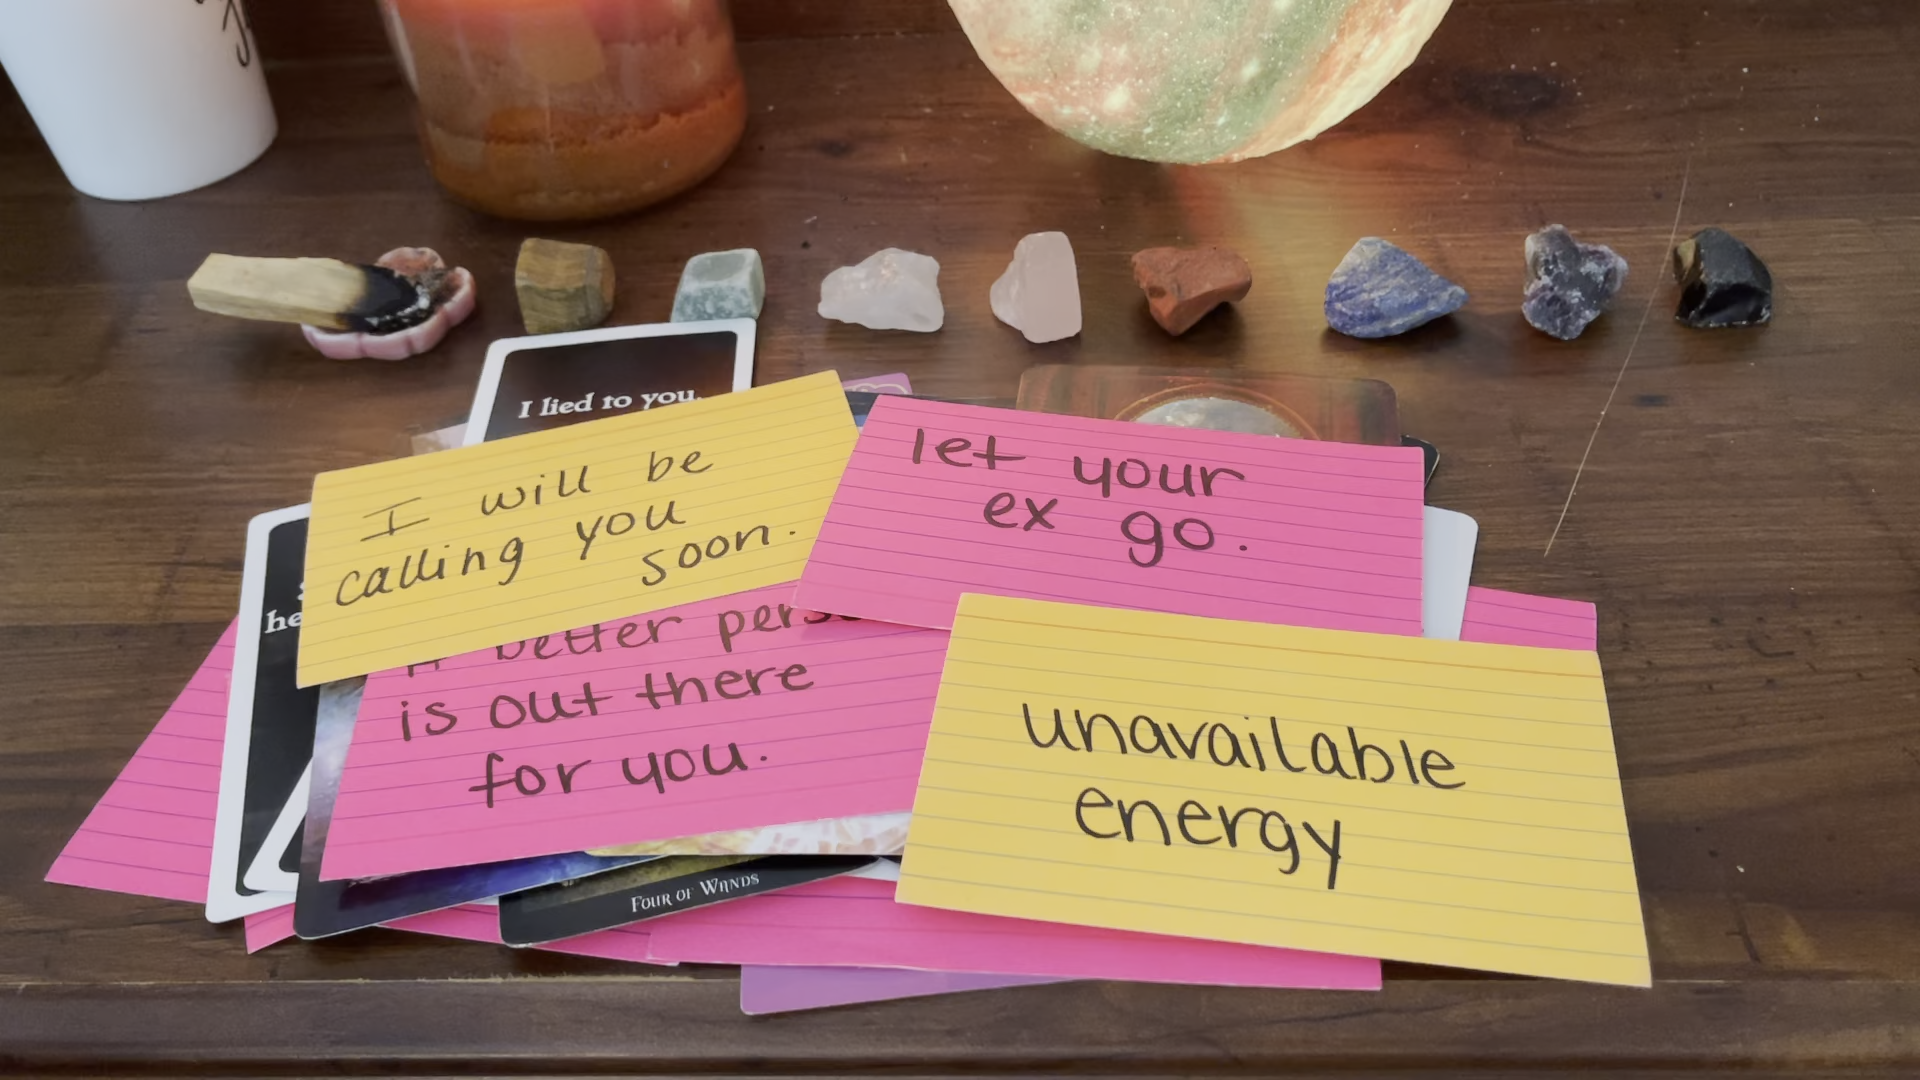 I lied to you.
I will be
calling you
soon.
let your
ex go.
he
better
is out there
for you.
unavailable
energy
FOUR OF WANDS